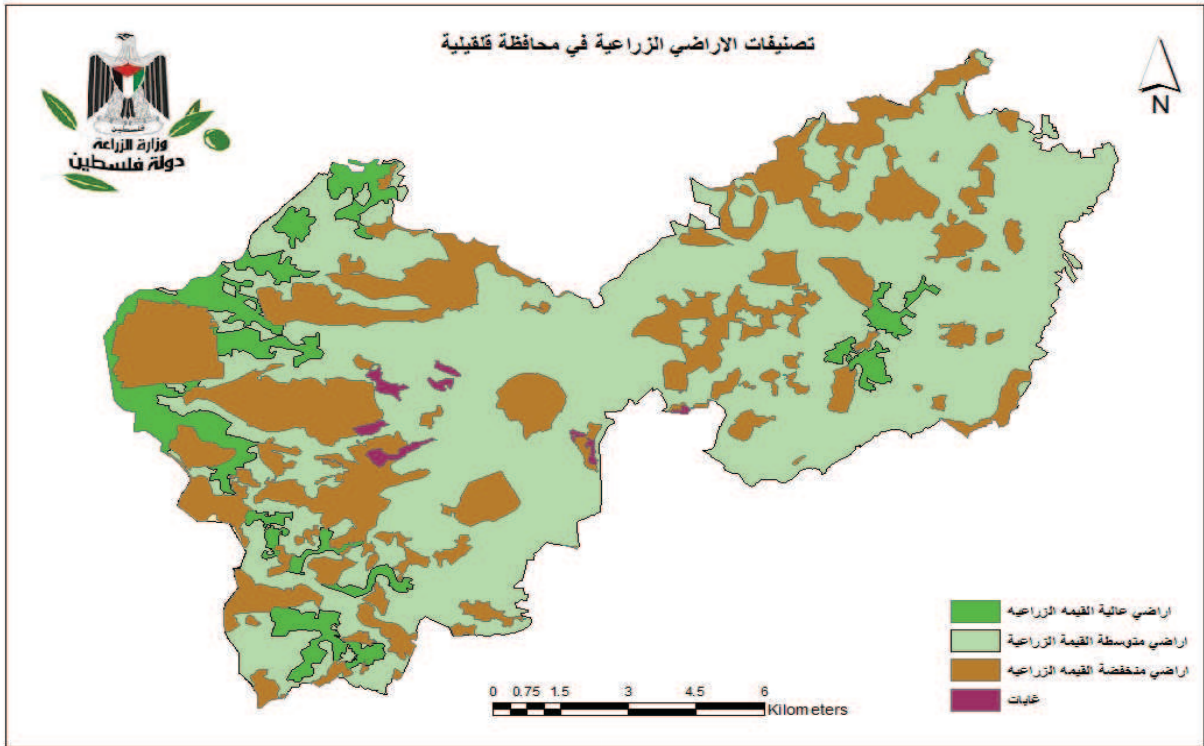 تصنيفات الاراضي الزراعية في محافظة قلقيلية
فلسطين
وزارة الزراعة
دولة فلسطين
N
اراضي عالية القيمه الزراعيه
اراضي متوسطة القيمة الزراعية
اراضي منخفضة القيمه الزراعيه
غابات
0 0.75 1.5 3 4.5 6
Kilometers